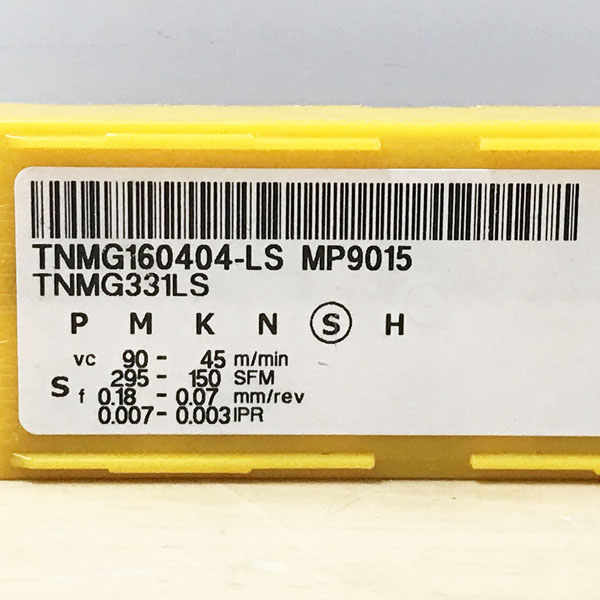 TNMG160404-LS MP9015
TNMG331LS
P M K N S H
vc 90 - 45 m/min
295 - 150 SFM
S f 0.18 - 0.07 mm/rev
0.007 - 0.003 IPR